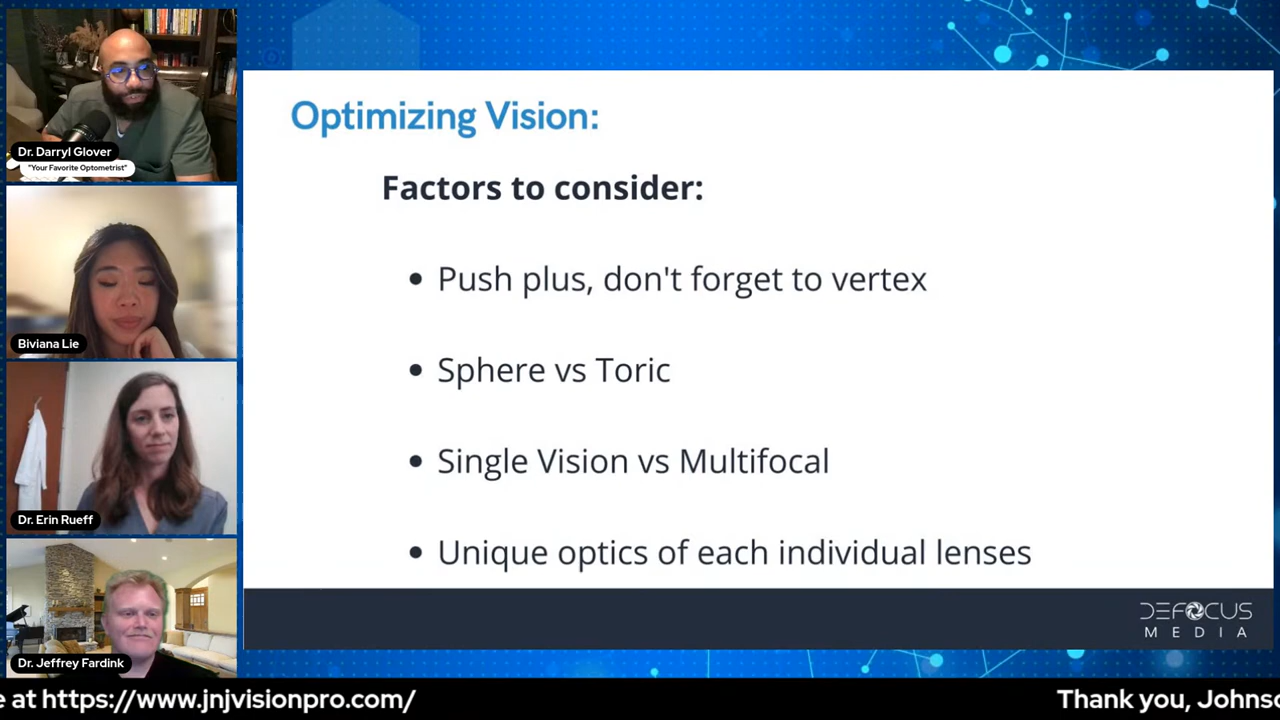 Dr. Darryl Glover
"Your Favorite Optometrist"
Biviana Lie
Dr. Erin Rueff
Dr. Jeffrey Fardink
Optimizing Vision:
Factors to consider:
• Push plus, don't forget to vertex
• Sphere vs Toric
• Single Vision vs Multifocal
• Unique optics of each individual lenses
DEFOCUS
MEDIA
e at https://www.jnjvisionpro.com/ Thank you, Johnso